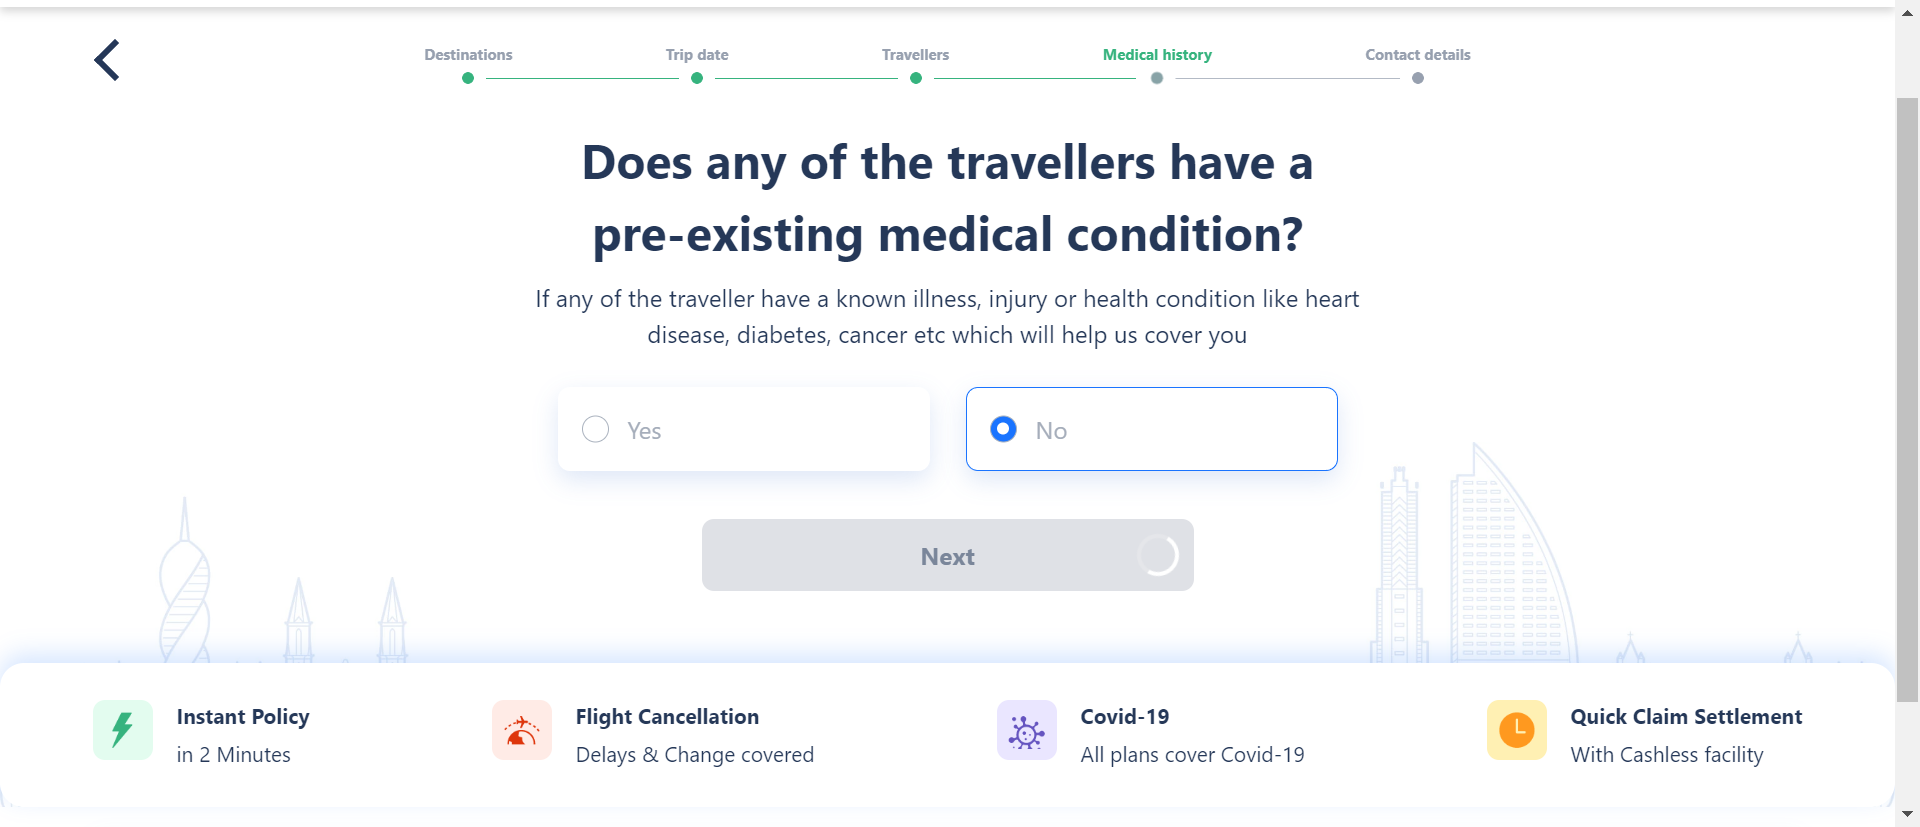 Destinations
Trip date
Travellers
Medical history
Contact details
Does any of the travellers have a
pre-existing medical condition?
If any of the traveller have a known illness, injury or health condition like heart
disease, diabetes, cancer etc which will help us cover you
Yes
No
Next
Instant Policy
in 2 Minutes
Flight Cancellation
Delays & Change covered
Covid-19
All plans cover Covid-19
Quick Claim Settlement
With Cashless facility